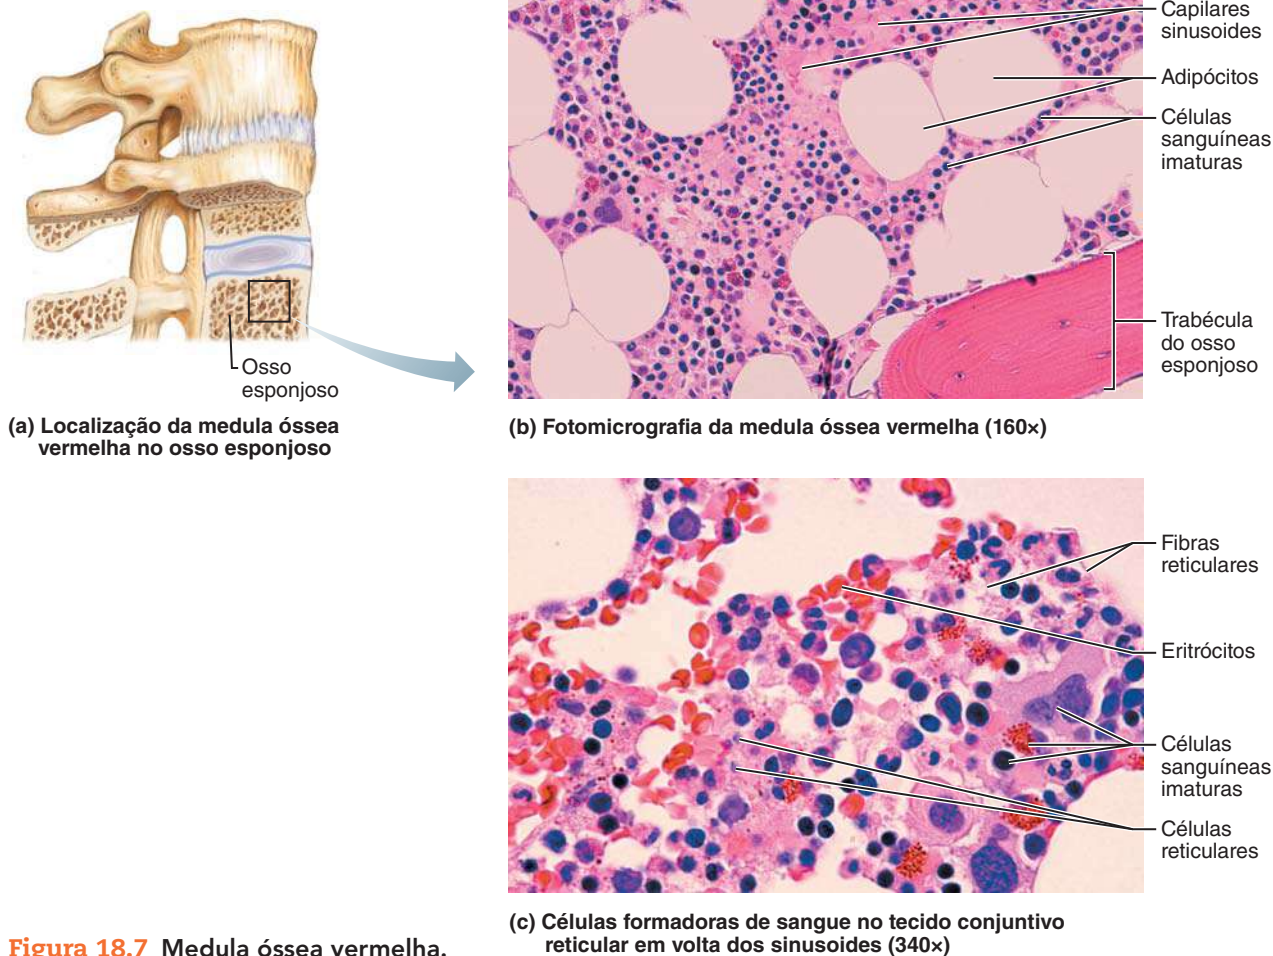 Osso
esponjoso
(a) Localização da medula óssea
vermelha no osso esponjoso
Capilares
sinusoides
Adipócitos
Células
sanguíneas
imaturas
Trabécula
do osso
esponjoso
(b) Fotomicrografia da medula óssea vermelha (160×)
Fibras
reticulares
Eritrócitos
Células
sanguíneas
imaturas
Células
reticulares
(c) Células formadoras de sangue no tecido conjuntivo
reticular em volta dos sinusoides (340×)
Figura 18.7 Medula óssea vermelha.